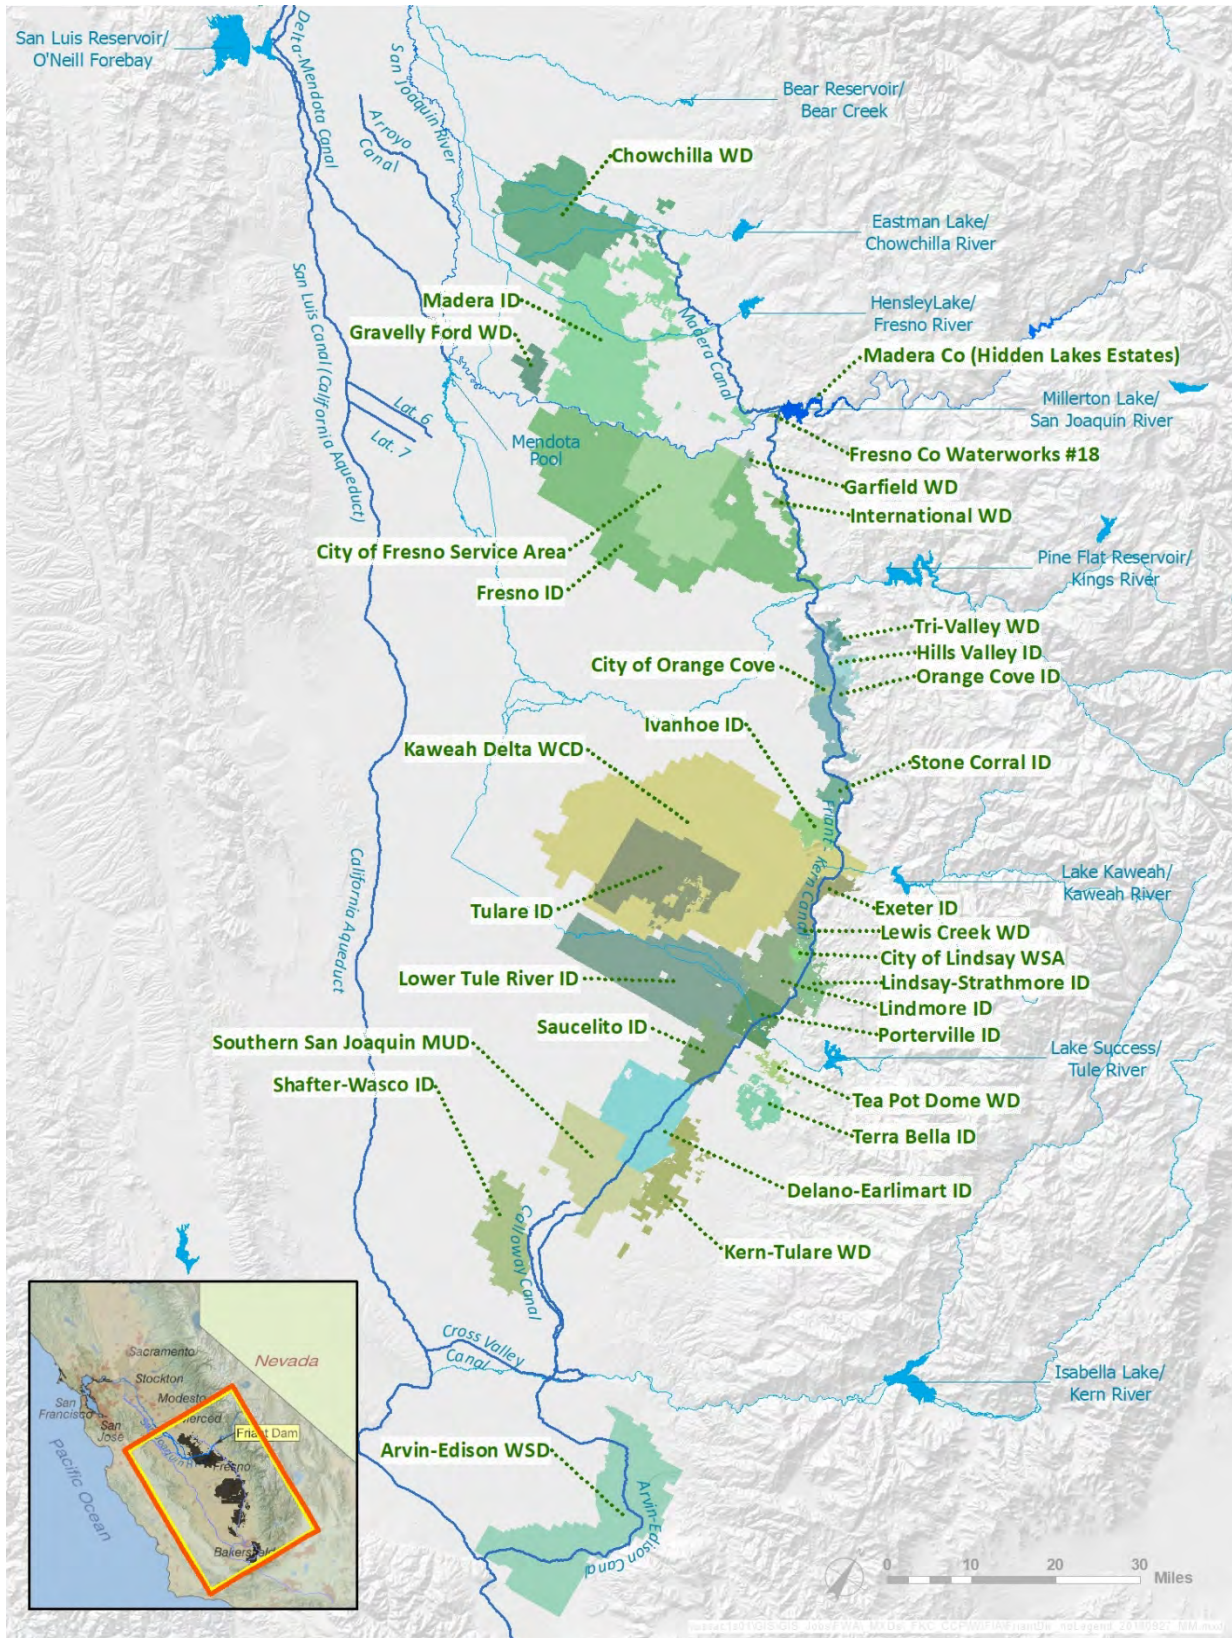 San Luis Reservoir/
O'Neill Forebay
Delta-Mendota Canal
San Joaquin River
Arroyo
Canal
Bear Reservoir/
Bear Creek
Chowchilla WD
Eastman Lake/
Chowchilla River
San Luis Canal (California Aqueduct)
Madera ID
Gravelly Ford WD
Madera Canal
HensleyLake/
Fresno River
Madera Co (Hidden Lakes Estates)
Millerton Lake/
San Joaquin River
Lat. 6
Lat. 7
Mendota
Pool
Fresno Co Waterworks #18
Garfield WD
International WD
City of Fresno Service Area
Fresno ID
Pine Flat Reservoir/
Kings River
Tri-Valley WD
Hills Valley ID
City of Orange Cove
Orange Cove ID
Ivanhoe ID
Kaweah Delta WCD
Stone Corral ID
Friant - Kern Canal
California Aqueduct
Lake Kaweah/
Kaweah River
Tulare ID
Exeter ID
Lewis Creek WD
City of Lindsay WSA
Lower Tule River ID
Lindsay-Strathmore ID
Lindmore ID
Saucelito ID
Porterville ID
Southern San Joaquin MUD
Lake Success/
Tule River
Shafter-Wasco ID
Tea Pot Dome WD
Terra Bella ID
Delano-Earlimart ID
Calloway Canal
Kern-Tulare WD
Cross Valley
Canal
Isabella Lake/
Kern River
Arvin-Edison WSD
Arvin-Edison Canal
Sacramento
Nevada
Stockton
Modesto
San
Francisco
San
Jose
Merced
Friant Dam
Fresno
Pacific Ocean
Bakersfield
0 10 20 30
Miles